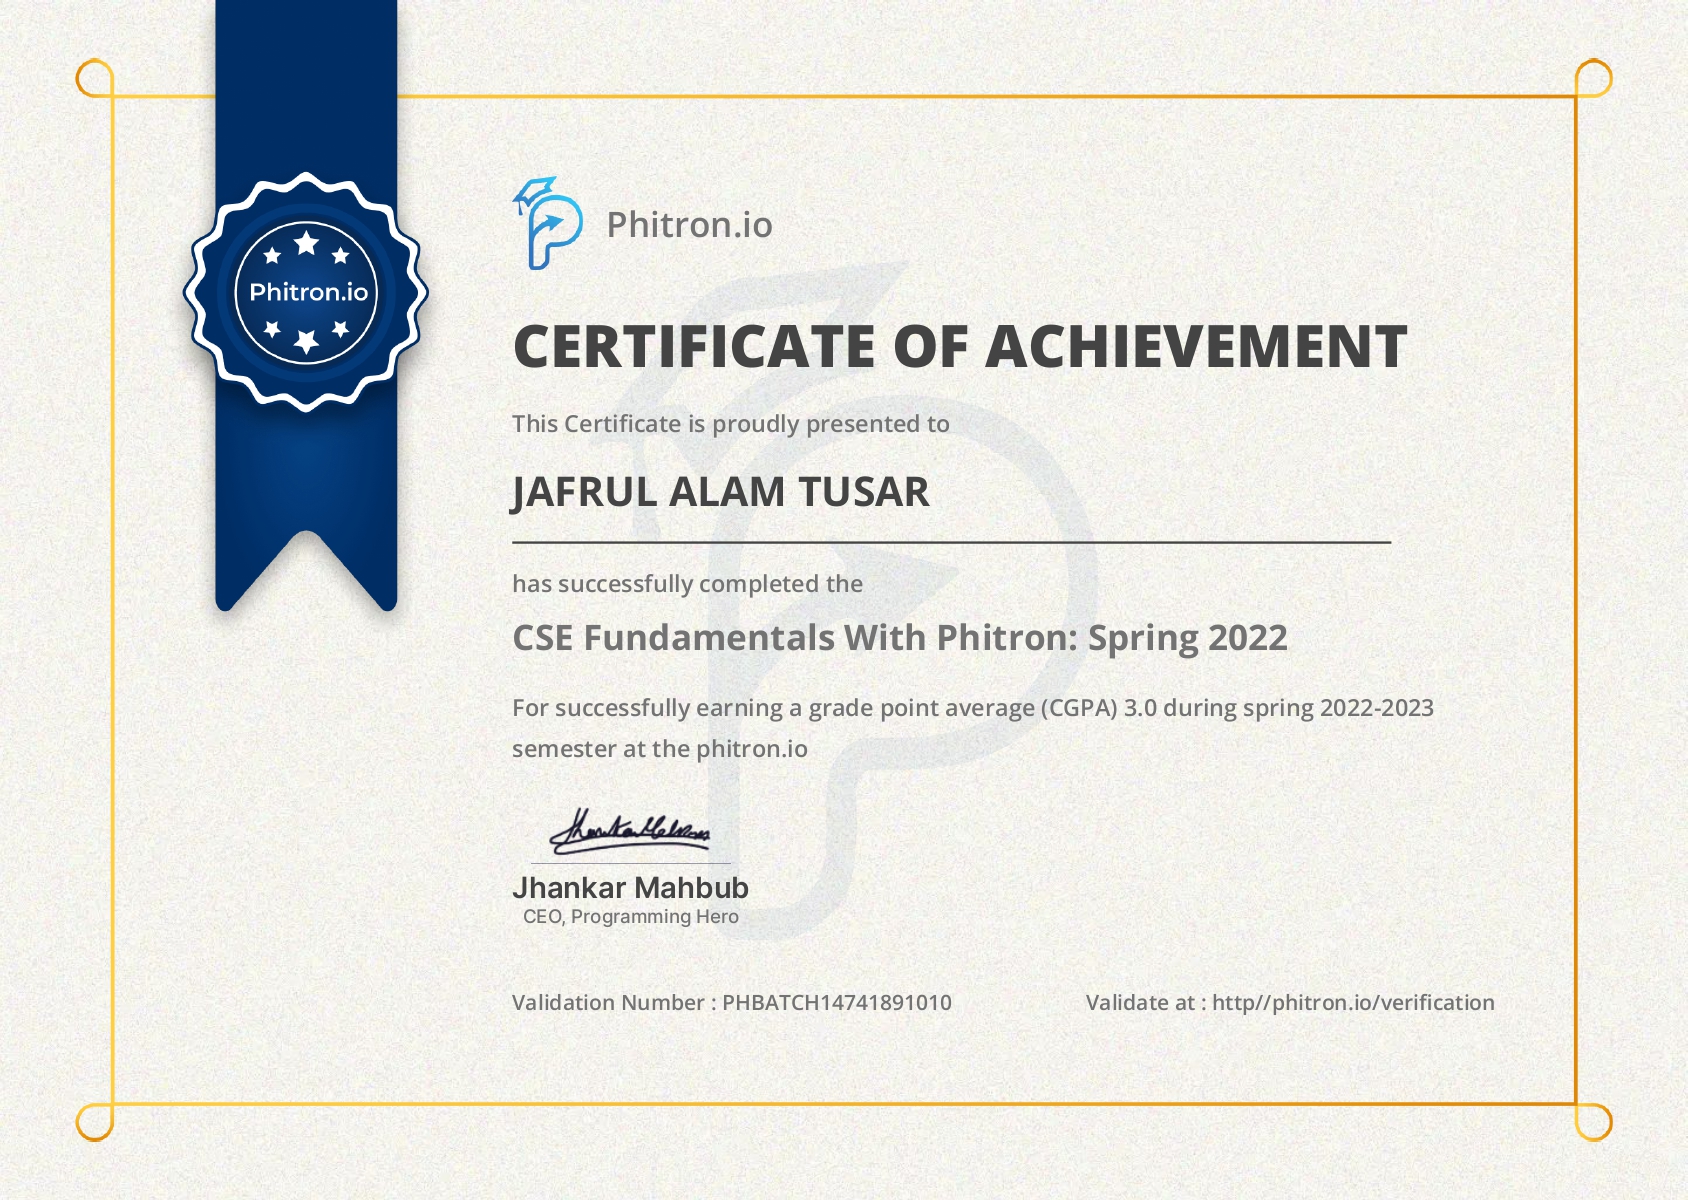 Phitron.io
Phitron.io
CERTIFICATE OF ACHIEVEMENT
This Certificate is proudly presented to
JAFRUL ALAM TUSAR
has successfully completed the
CSE Fundamentals With Phitron: Spring 2022
For successfully earning a grade point average (CGPA) 3.0 during spring 2022-2023
semester at the phitron.io
Jhankar Mahbub
Jhankar Mahbub
CEO, Programming Hero
Validation Number : PHBATCH14741891010
Validate at : http//phitron.io/verification